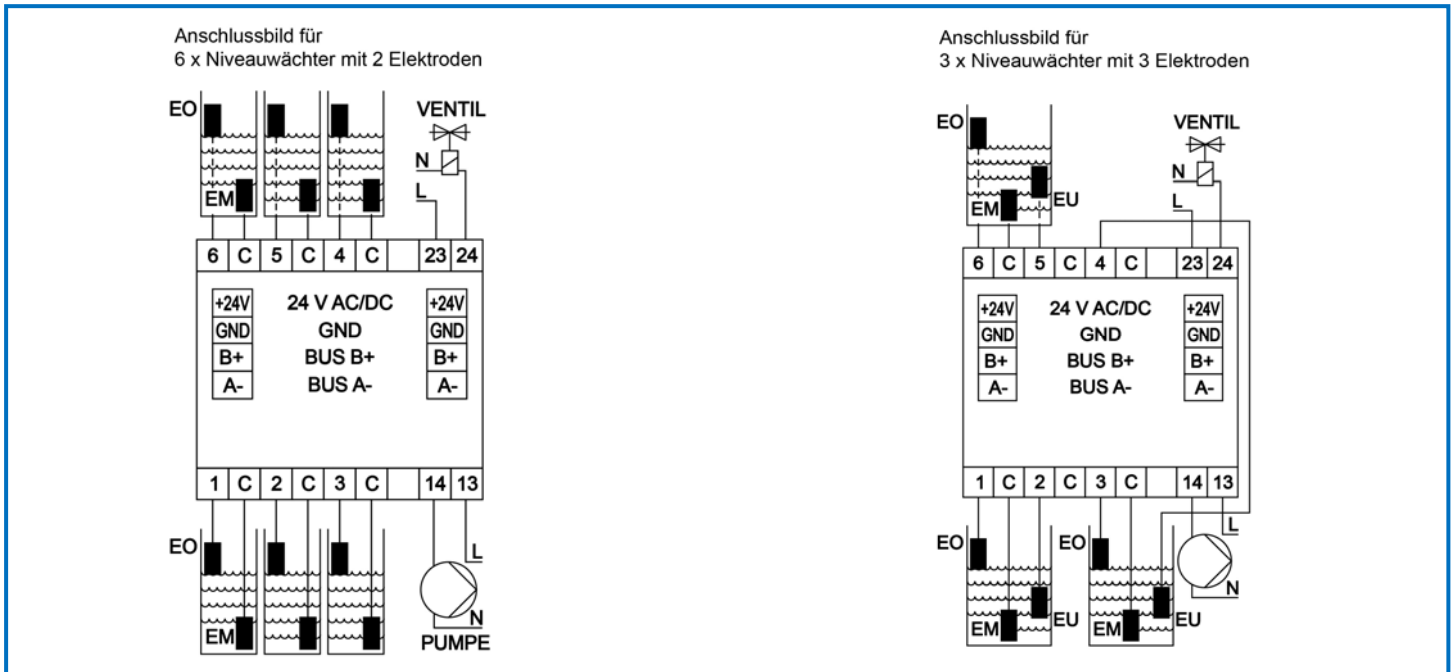 Anschlussbild für
6 x Niveauwächter mit 2 Elektroden
EO
VENTIL
N
L
EM
6 C 5 C 4 C 23 24
+24V 24 V AC/DC +24V
GND GND GND
B+ BUS B+ B+
A- BUS A- A-
1 C 2 C 3 C 14 13
EO
L
EM
N
PUMPE
Anschlussbild für
3 x Niveauwächter mit 3 Elektroden
EO
VENTIL
N
L
EM EU
6 C 5 C 4 C 23 24
+24V 24 V AC/DC +24V
GND GND GND
B+ BUS B+ B+
A- BUS A- A-
1 C 2 C 3 C 14 13
EO EO
L
N
EM EU EM EU